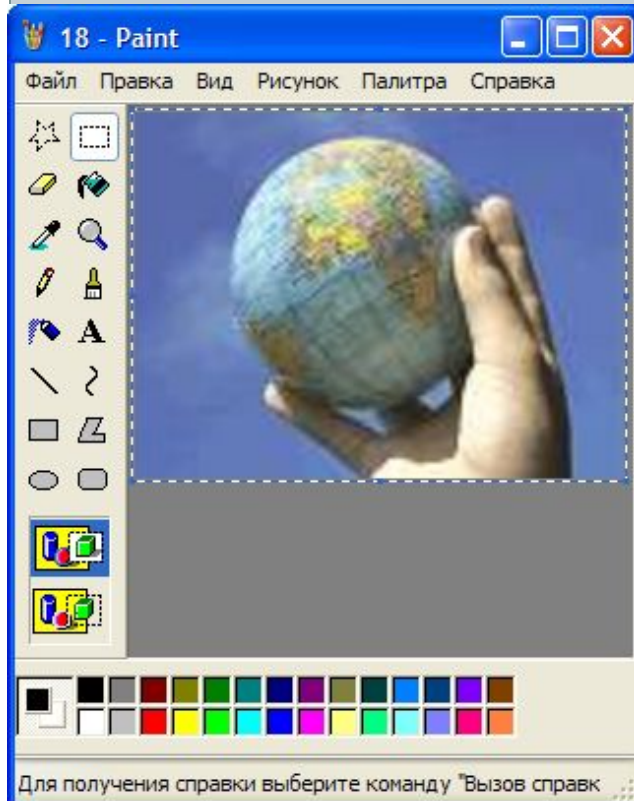 18 - Paint
Файл Правка Вид Рисунок Палитра Справка
A
Для получения справки выберите команду "Вызов справк